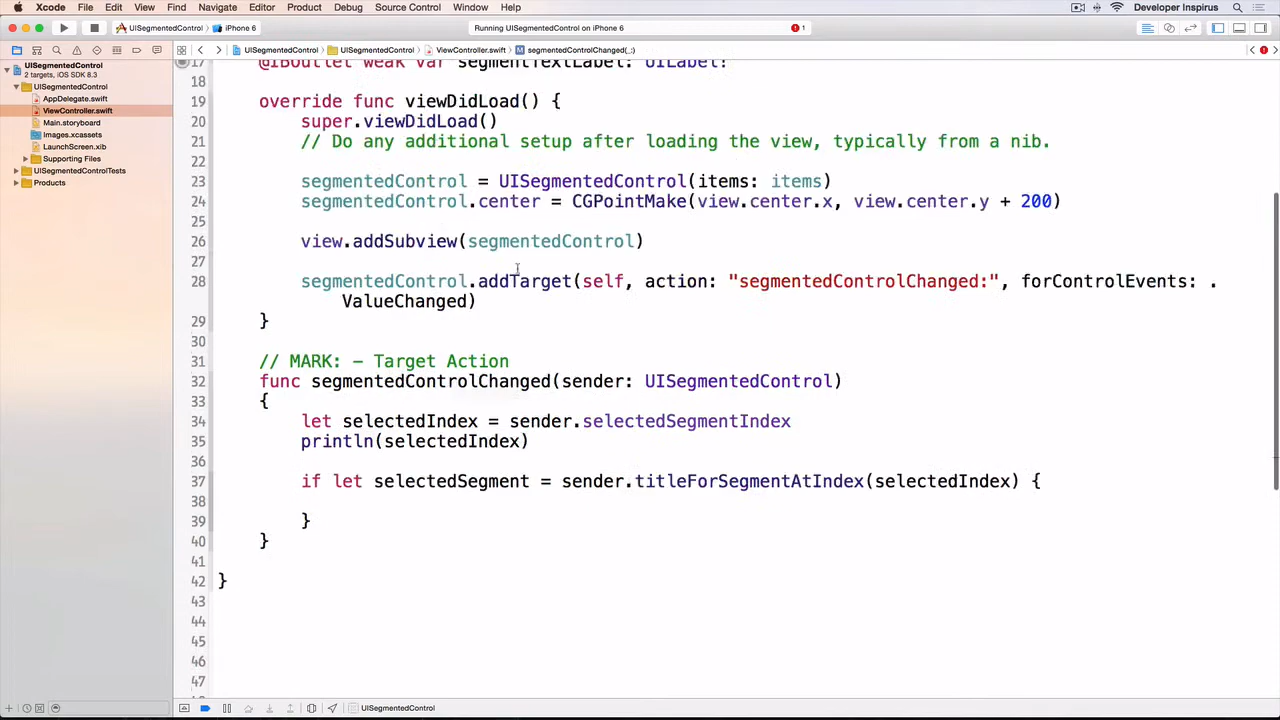 Xcode File Edit View Find Navigate Editor Product Debug Source Control Window Help Developer Inspirus
UISegmentedControl iPhone 6 Running UISegmentedControl on iPhone 6 1
UISegmentedControl UISegmentedControl ViewController.swift M segmentedControlChanged(_:)
UISegmentedControl
2 targets, iOS SDK 8.3
UISegmentedControl
AppDelegate.swift
ViewController.swift
Main.storyboard
Images.xcassets
LaunchScreen.xib
Supporting Files
UISegmentedControlTests
Products
17 @IBOutlet weak var segmentTextLabel: UILabel!
18
19 override func viewDidLoad() {
20 super.viewDidLoad()
21 // Do any additional setup after loading the view, typically from a nib.
22
23 segmentedControl = UISegmentedControl(items: items)
24 segmentedControl.center = CGPointMake(view.center.x, view.center.y + 200)
25
26 view.addSubview(segmentedControl)
27
28 segmentedControl.addTarget(self, action: "segmentedControlChanged:", forControlEvents: .
ValueChanged)
29 }
30
31 // MARK: - Target Action
32 func segmentedControlChanged(sender: UISegmentedControl)
33 {
34 let selectedIndex = sender.selectedSegmentIndex
35 println(selectedIndex)
36
37 if let selectedSegment = sender.titleForSegmentAtIndex(selectedIndex) {
38
39 }
40 }
41
42 }
43
44
45
46
47
UISegmentedControl